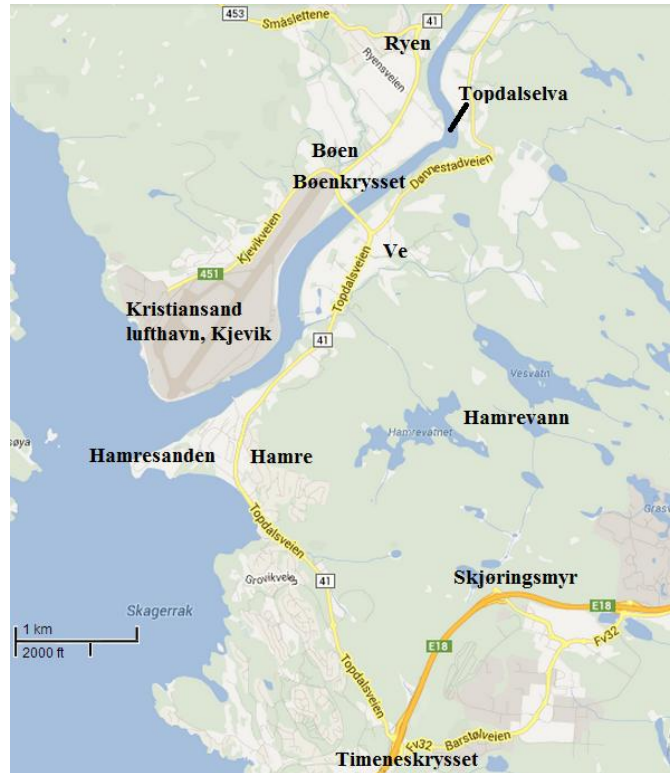 453
Småslettene
41
Ryen
Ryensveien
Topdalselva
Bøen
Bøenkrysset
Dønnestadveien
Kjevikveien
Ve
451
Topdalsveien
Kristiansand
lufthavn, Kjevik
41
Vesvatn
Hamrevann
Hamrevatnet
søya
Hamresanden
Hamre
Topdalsveien
Skjøringsmyr
41
Skagerrak
E18
Fv32
1 km
2000 ft
E18
Topdalsveien
Fv32
Barstølveien
Timeneskrysset